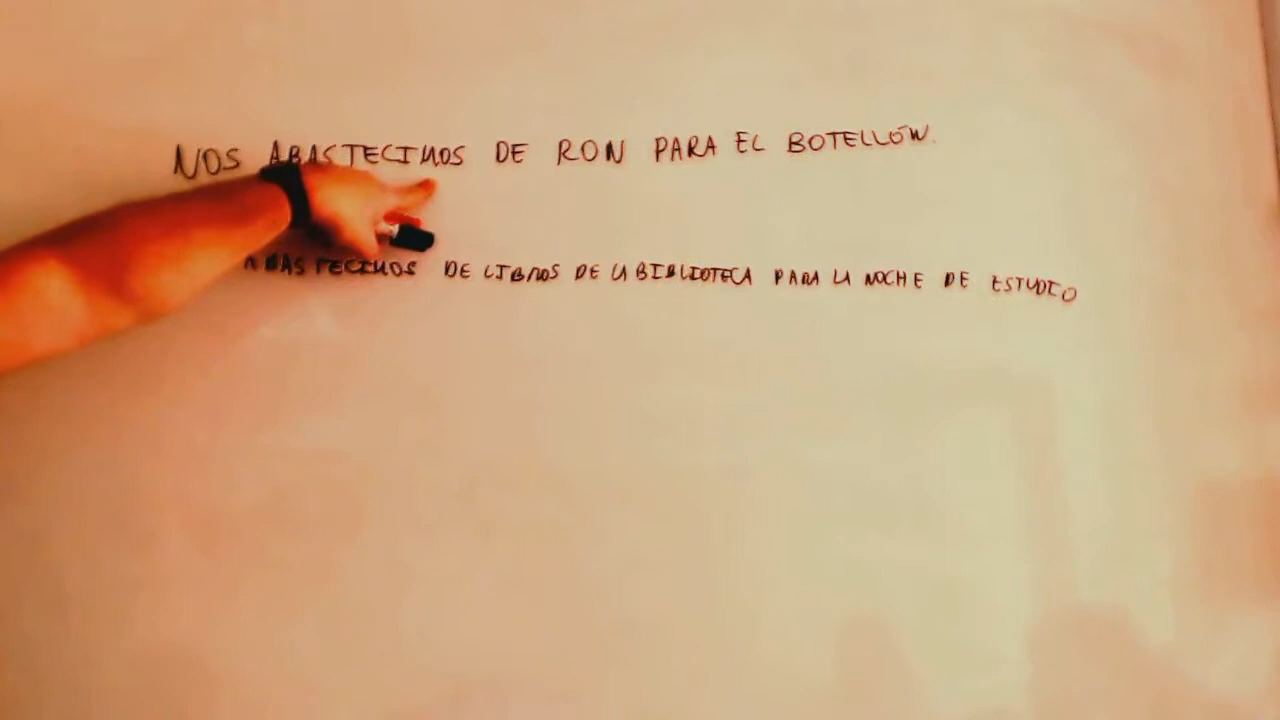 NOS ABASTECIMOS DE RON PARA EL BOTELLÓN.
ABASTECIMOS DE LIBROS DE LA BIBLIOTECA PARA LA NOCHE DE ESTUDIO